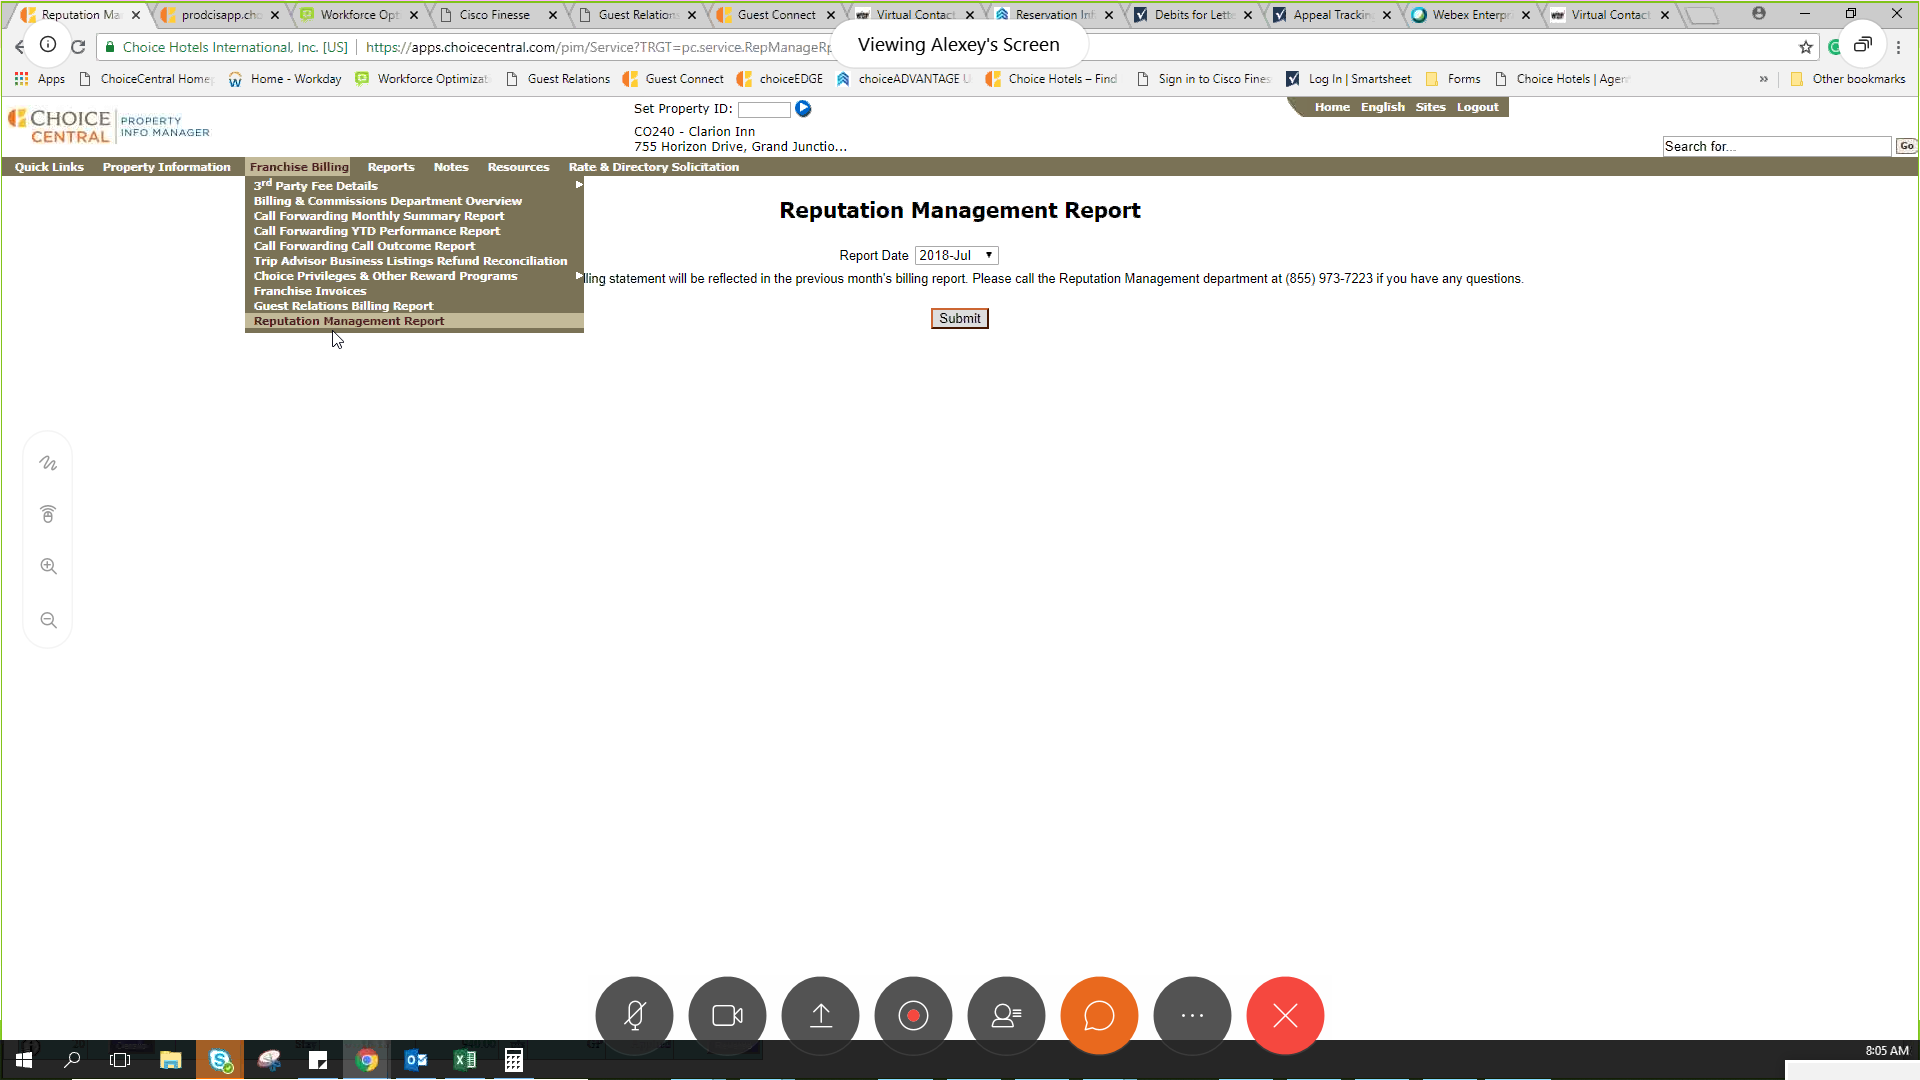 Reputation Ma
prodcisapp.cho
Workforce Opt
Cisco Finesse
Guest Relation
Guest Connect
Virtual Contact
Reservation Inf
Debits for Lette
Appeal Trackin
Webex Enterpr
Virtual Contact
Choice Hotels International, Inc. [US]
https://apps.choicecentral.com/pim/Service?TRGT=pc.service.RepManageRp
Viewing Alexey's Screen
Apps
ChoiceCentral Home
Home - Workday
Workforce Optimizat
Guest Relations
Guest Connect
choiceEDGE
choiceADVANTAGE U
Choice Hotels – Find
Sign in to Cisco Fines
Log In | Smartsheet
Forms
Choice Hotels | Agen
»
Other bookmarks
CHOICE CENTRAL
PROPERTY INFO MANAGER
Set Property ID:
CO240 - Clarion Inn
755 Horizon Drive, Grand Junctio...
Home English Sites Logout
Search for...
Go
Quick Links Property Information Franchise Billing Reports Notes Resources Rate & Directory Solicitation
3rd Party Fee Details
Billing & Commissions Department Overview
Call Forwarding Monthly Summary Report
Call Forwarding YTD Performance Report
Call Forwarding Call Outcome Report
Trip Advisor Business Listings Refund Reconciliation
Choice Privileges & Other Reward Programs
Franchise Invoices
Guest Relations Billing Report
Reputation Management Report
Reputation Management Report
Report Date 2018-Jul
lling statement will be reflected in the previous month's billing report. Please call the Reputation Management department at (855) 973-7223 if you have any questions.
Submit
8:05 AM